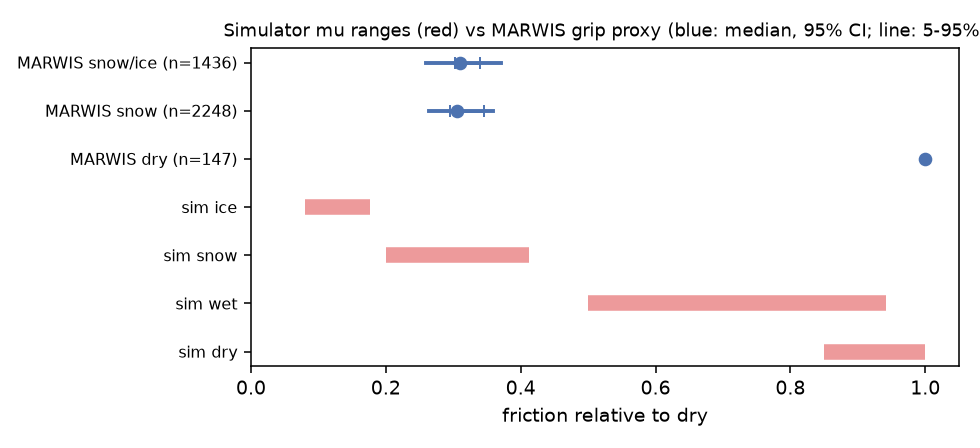 Simulator mu ranges (red) vs MARWIS grip proxy (blue: median, 95% CI; line: 5-95%
MARWIS snow/ice (n=1436)
MARWIS snow (n=2248)
MARWIS dry (n=147)
sim ice
sim snow
sim wet
sim dry
0.0 0.2 0.4 0.6 0.8 1.0
friction relative to dry